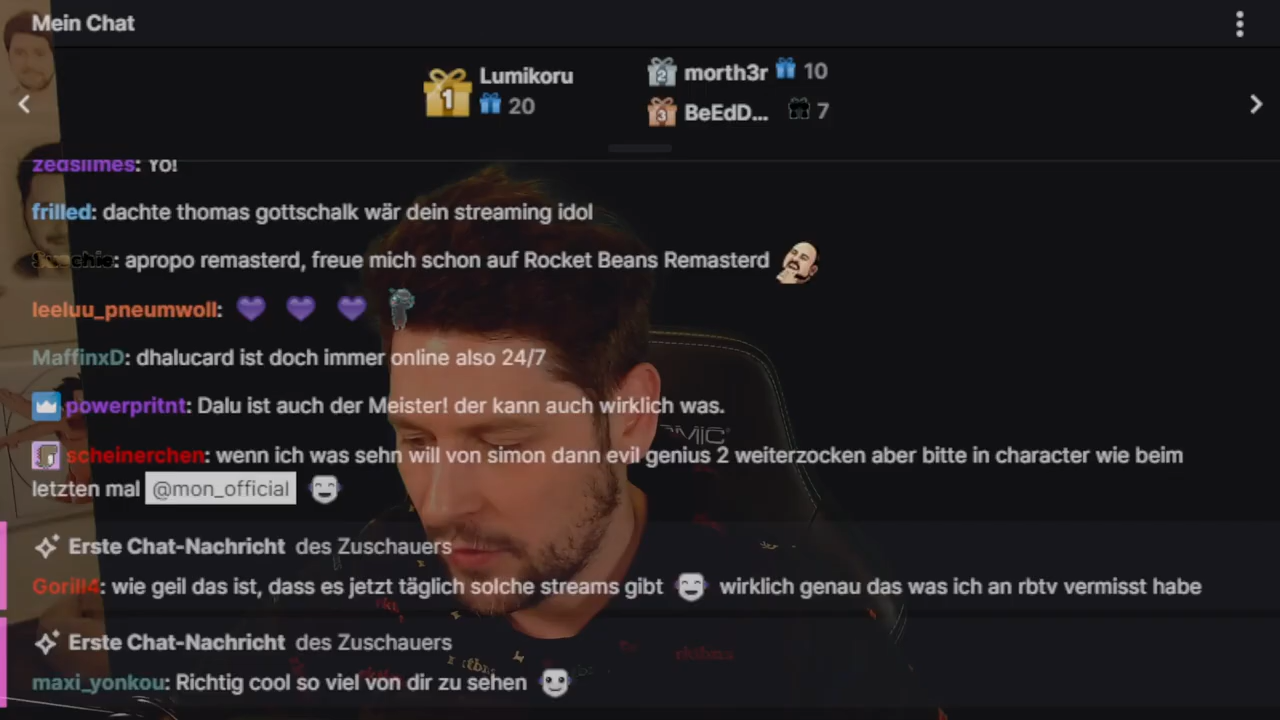 Mein Chat
1 Lumikoru
20
2 morth3r 10
3 BeEdD... 7
zedslimes: Yo!
frilled: dachte thomas gottschalk wär dein streaming idol
: apropo remasterd, freue mich schon auf Rocket Beans Remasterd
leeluu_pneumwoll:
MaffinxD: dhalucard ist doch immer online also 24/7
powerpritnt: Dalu ist auch der Meister! der kann auch wirklich was.
scheinerchen: wenn ich was sehn will von simon dann evil genius 2 weiterzocken aber bitte in character wie beim
letzten mal @mon_official
Erste Chat-Nachricht des Zuschauers
Gorill4: wie geil das ist, dass es jetzt täglich solche streams gibt wirklich genau das was ich an rbtv vermisst habe
Erste Chat-Nachricht des Zuschauers
maxi_yonkou: Richtig cool so viel von dir zu sehen